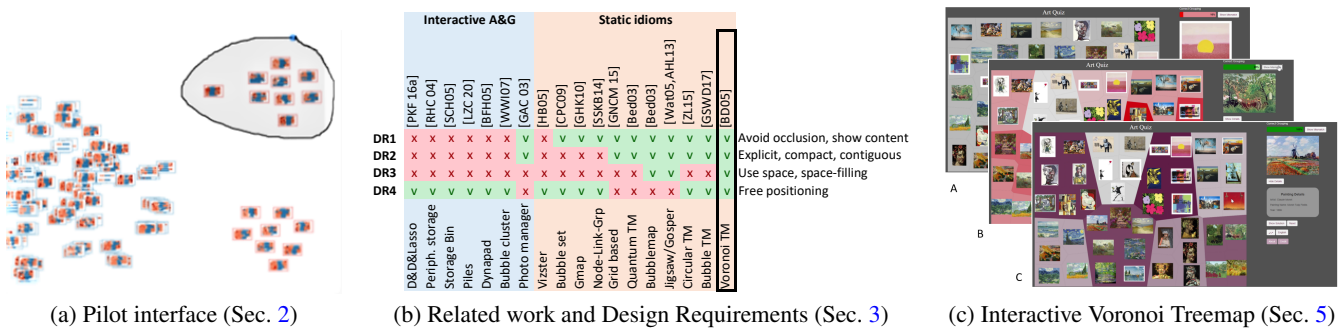 Interactive A&G
Static idioms
[PKF 16a]
[RHC 04]
[SCH05]
[LZC 20]
[BFH05]
[WWI07]
[GAC 03]
[HB05]
[CPC09]
[GHK10]
[SSKB14]
[GNCM 15]
[Bed03]
[Bed03]
[Wat05,AHL13]
[ZL15]
[GSWD17]
[BD05]
DR1 x x x x x x v x v v v v v v v v v v Avoid occlusion, show content
DR2 x x x x x x v x x x x v v v v v v v Explicit, compact, contiguous
DR3 x x x x x x x x x x x x x v v x x v Use space, space-filling
DR4 v v v v v v x v v v v x x x x v v v Free positioning
D&D&Lasso
Periph. storage
Storage Bin
Piles
Dynapad
Bubble cluster
Photo manager
Vizster
Bubble set
Gmap
Node-Link-Grp
Grid based
Quantum TM
Bubblemap
Jigsaw/Gosper
Circular TM
Bubble TM
Voronoi TM
Art Quiz
A
Art Quiz
B
Art Quiz
C
(a) Pilot interface (Sec. 2)
(b) Related work and Design Requirements (Sec. 3)
(c) Interactive Voronoi Treemap (Sec. 5)